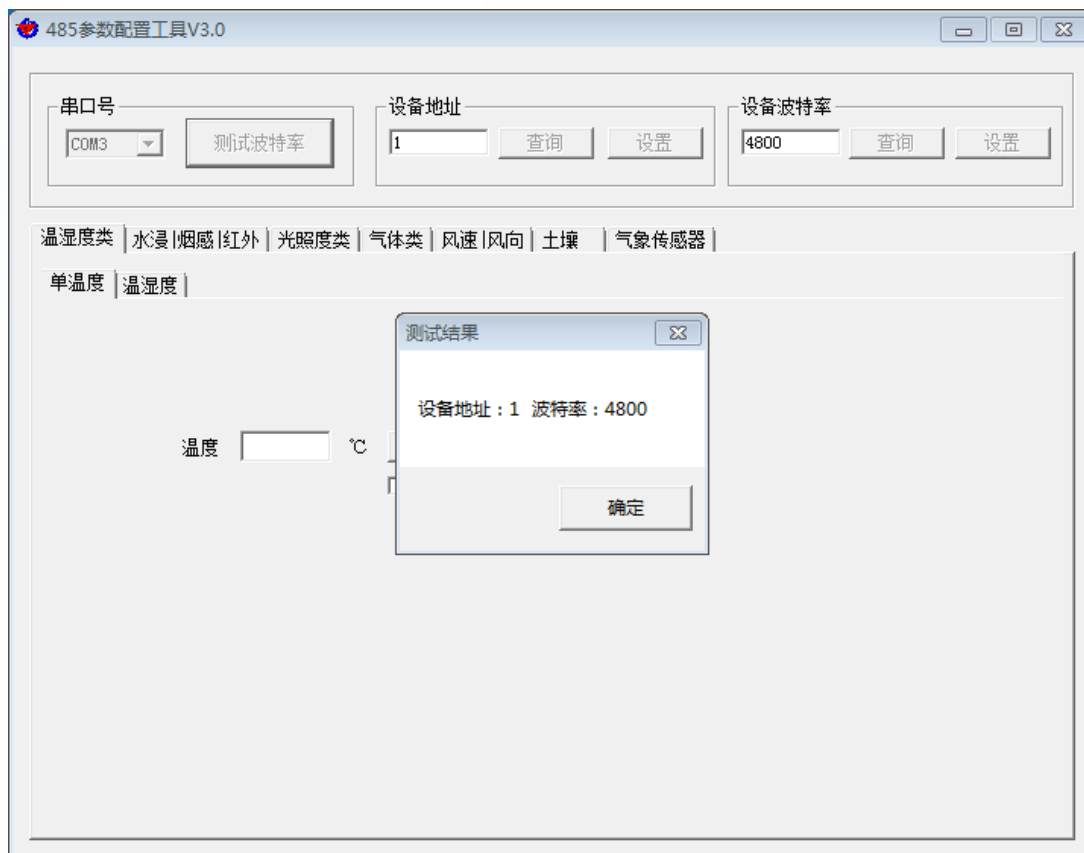 485参数配置工具V3.0
串口号 设备地址 设备波特率
COM3 测试波特率 1 查询 设置 4800 查询 设置
温湿度类 水浸|烟感|红外 光照度类 气体类 风速|风向 土壤 气象传感器
单温度 温湿度
测试结果
设备地址：1 波特率：4800
温度 ℃
确定